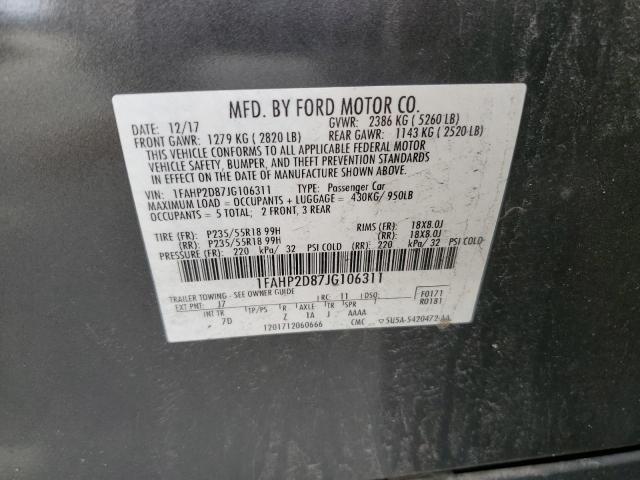 MFD. BY FORD MOTOR CO.
DATE: 12/17 GVWR: 2386 KG ( 5260 LB)
FRONT GAWR: 1279 KG ( 2820 LB) REAR GAWR: 1143 KG ( 2520 LB)
THIS VEHICLE CONFORMS TO ALL APPLICABLE FEDERAL MOTOR
VEHICLE SAFETY, BUMPER, AND THEFT PREVENTION STANDARDS
IN EFFECT ON THE DATE OF MANUFACTURE SHOWN ABOVE.
VIN: 1FAHP2D87JG106311 TYPE: Passenger Car
MAXIMUM LOAD = OCCUPANTS + LUGGAGE = 430KG/ 950LB
OCCUPANTS = 5 TOTAL; 2 FRONT, 3 REAR
TIRE (FR): P235/55R18 99H RIMS (FR): 18X8.0J
(RR): P235/55R18 99H (RR): 18X8.0J
PRESSURE (FR): 220 kPa/ 32 PSI COLD (RR): 220 kPa/ 32 PSI COLD
1FAHP2D87JG106311
TRAILER TOWING - SEE OWNER GUIDE
EXT PNT: J7 RC: 11 DSO: F0171
R0181
INT TR TP/PS R AXLE TR SPR
7D Z 1A J AAAA
1201712060666 CMC 5U5A-5420472-AA